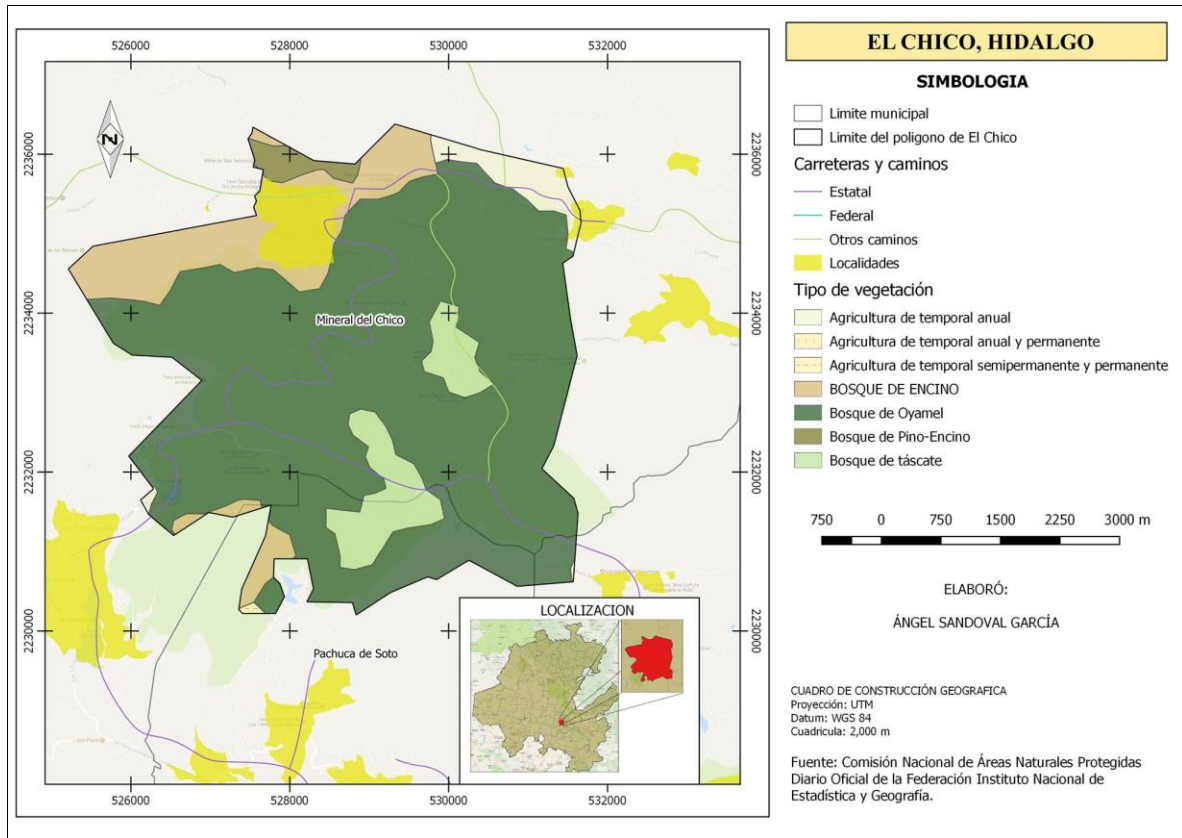 EL CHICO, HIDALGO
SIMBOLOGIA
Limite municipal
Limite del poligono de El Chico
Carreteras y caminos
Estatal
Federal
Otros caminos
Localidades
Tipo de vegetación
Agricultura de temporal anual
Agricultura de temporal anual y permanente
Agricultura de temporal semipermanente y permanente
BOSQUE DE ENCINO
Bosque de Oyamel
Bosque de Pino-Encino
Bosque de táscate
750 0 750 1500 2250 3000 m
ELABORÓ:
ÁNGEL SANDOVAL GARCÍA
CUADRO DE CONSTRUCCIÓN GEOGRAFICA
Proyección: UTM
Datum: WGS 84
Cuadricula: 2,000 m
Fuente: Comisión Nacional de Áreas Naturales Protegidas
Diario Oficial de la Federación Instituto Nacional de
Estadística y Geografía.
526000 528000 530000 532000
2236000 2236000
2234000 2234000
2232000 2232000
2230000 2230000
526000 528000 530000 532000
N
Mineral del Chico
Pachuca de Soto
LOCALIZACION